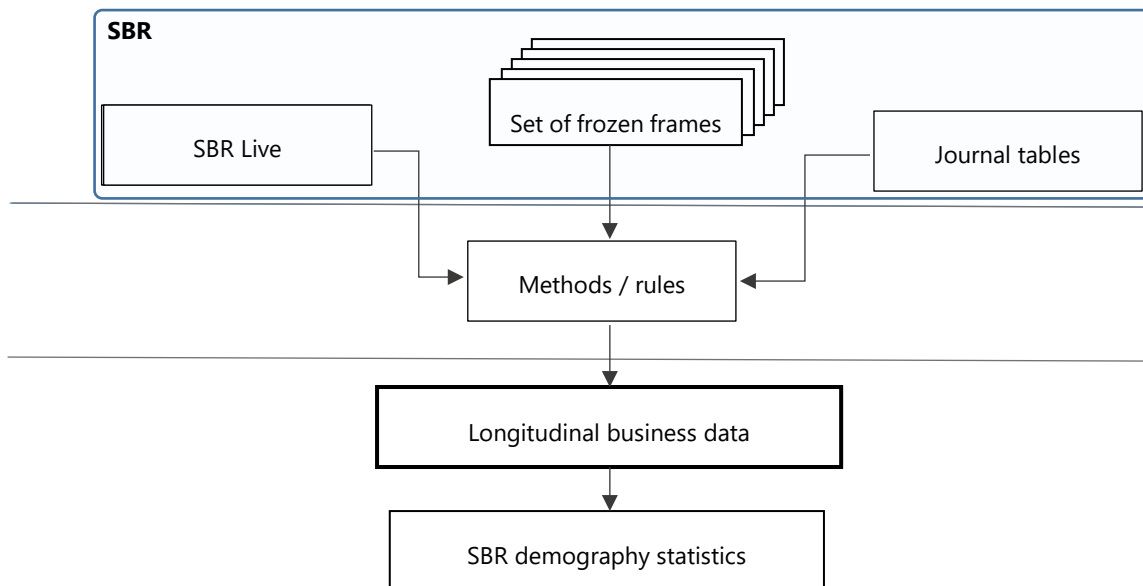 SBR
Set of frozen frames
SBR Live
Journal tables
Methods / rules
Longitudinal business data
SBR demography statistics